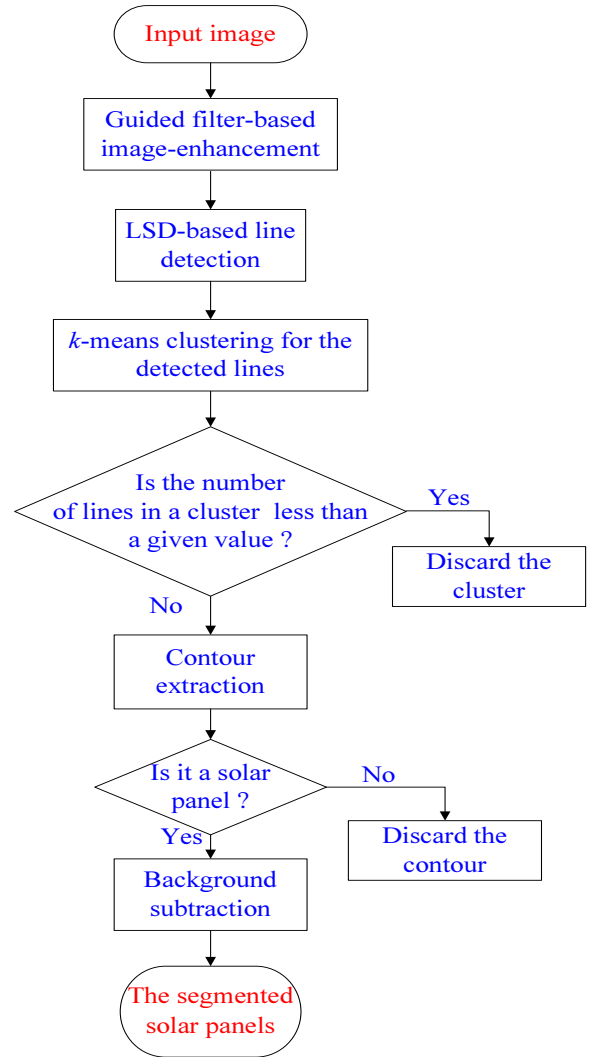 Input image
Guided filter-based
image-enhancement
LSD-based line
detection
k-means clustering for the
detected lines
Is the number
of lines in a cluster less than
a given value ?
Yes
Discard the
cluster
No
Contour
extraction
Is it a solar
panel ?
No
Discard the
contour
Yes
Background
subtraction
The segmented
solar panels